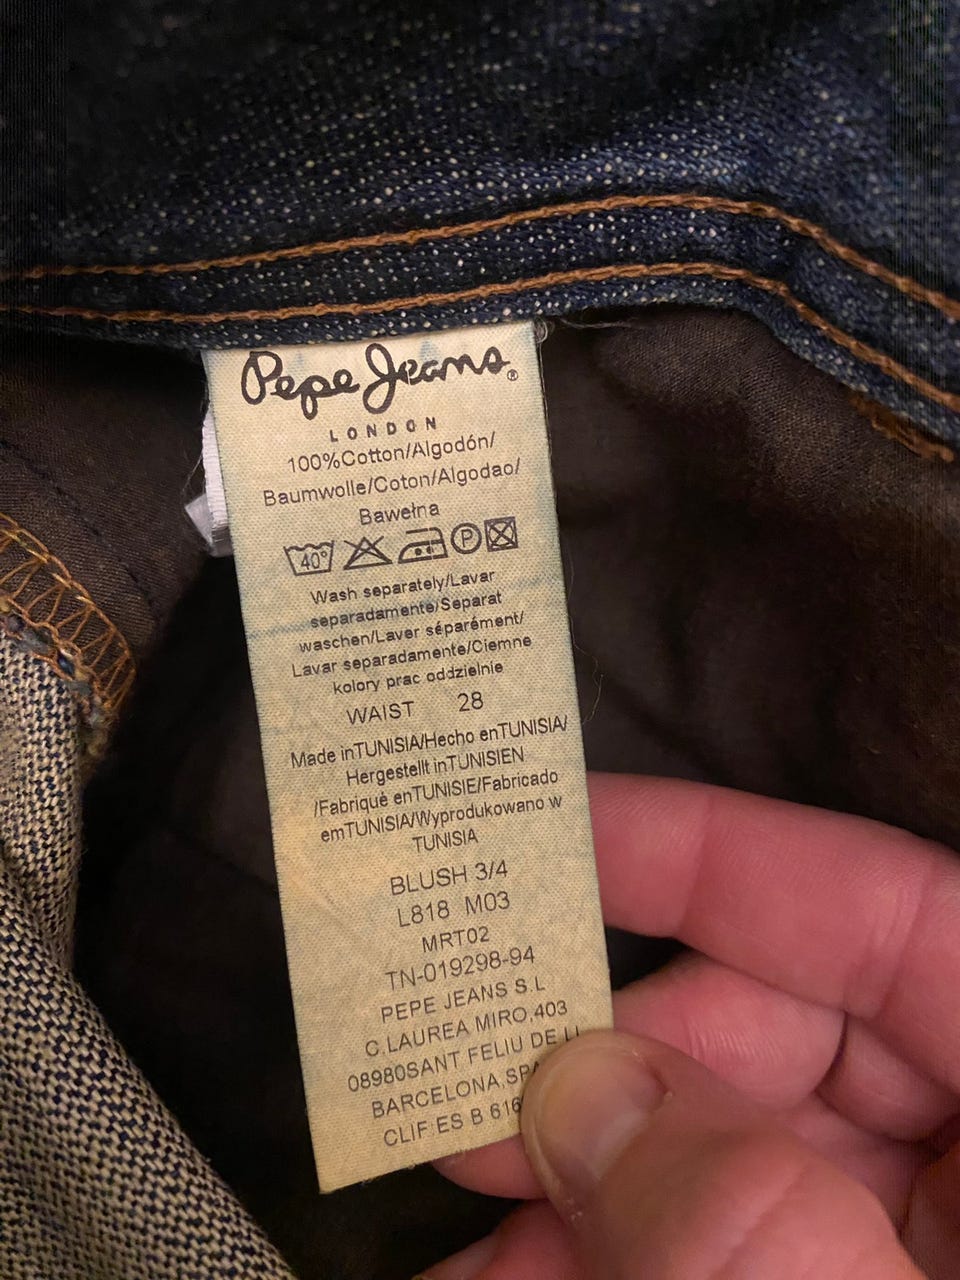 Pepe Jeans®
LONDON
100%Cotton/Algodón/
Baumwolle/Coton/Algodao/
Bawełna
40°
P
Wash separately/Lavar
separadamente/Separat
waschen/Laver séparément/
Lavar separadamente/Ciemne
kolory prac oddzielnie
WAIST 28
Made inTUNISIA/Hecho enTUNISIA/
Hergestellt inTUNISIEN
/Fabriqué enTUNISIE/Fabricado
emTUNISIA/Wyprodukowano w
TUNISIA
BLUSH 3/4
L818 M03
MRT02
TN-019298-94
PEPE JEANS S.L
C.LAUREA MIRO,403
08980SANT FELIU DE
BARCELONA,
CLIF:ES B